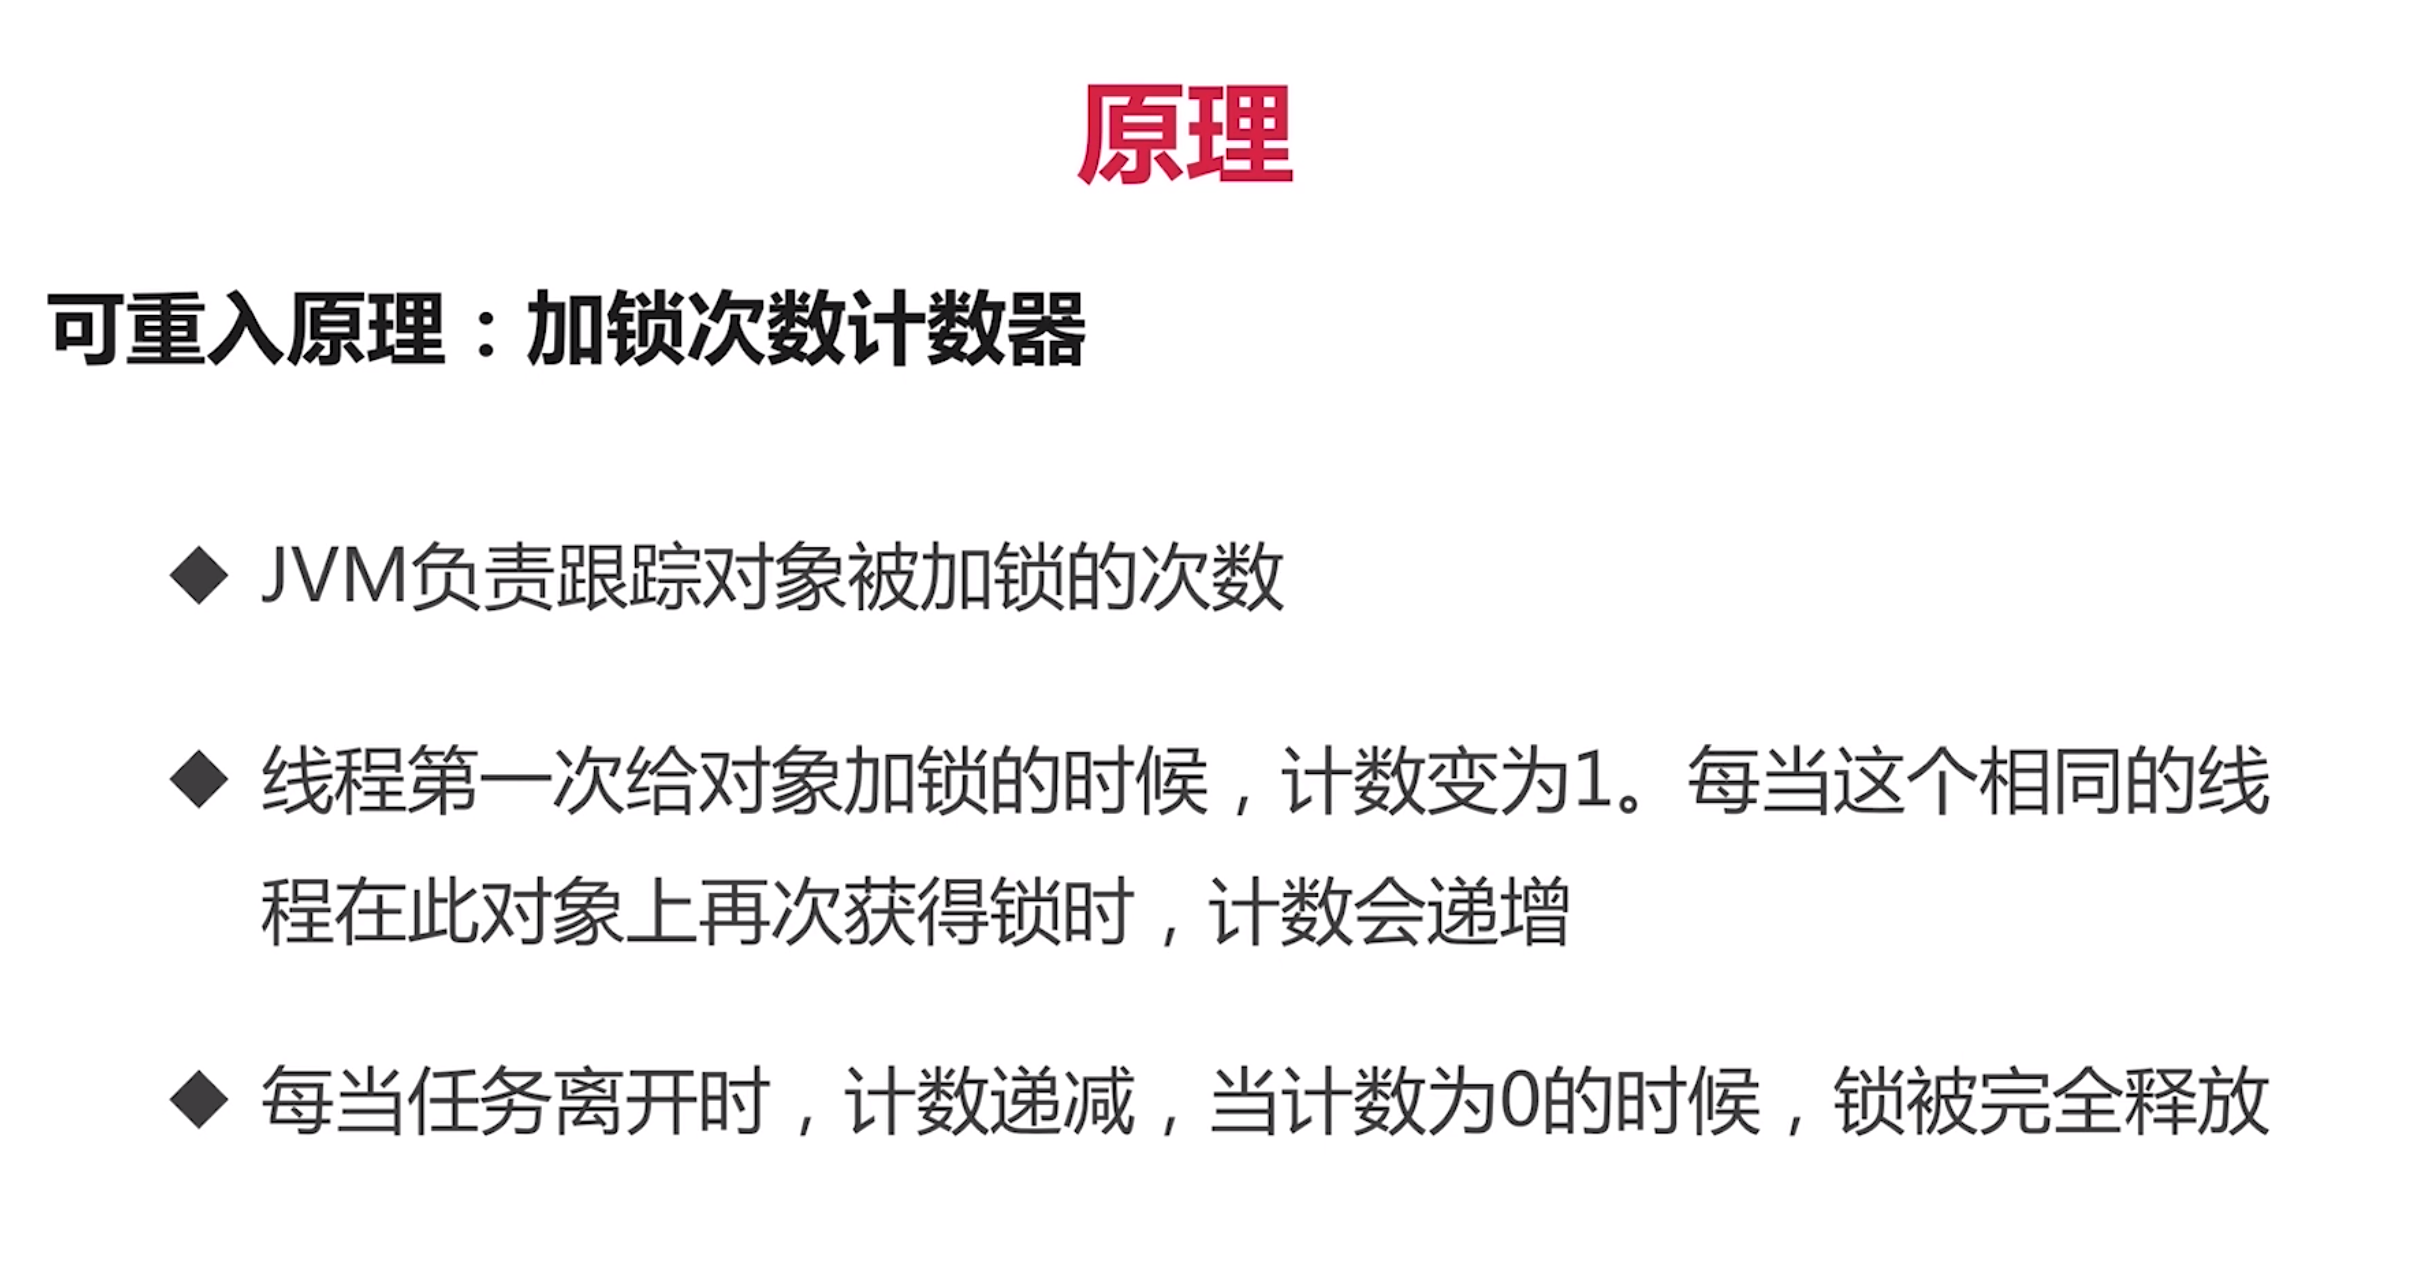 原理
可重入原理：加锁次数计数器
◆ JVM负责跟踪对象被加锁的次数
◆ 线程第一次给对象加锁的时候，计数变为1。每当这个相同的线
程在此对象上再次获得锁时，计数会递增
◆ 每当任务离开时，计数递减，当计数为0的时候，锁被完全释放